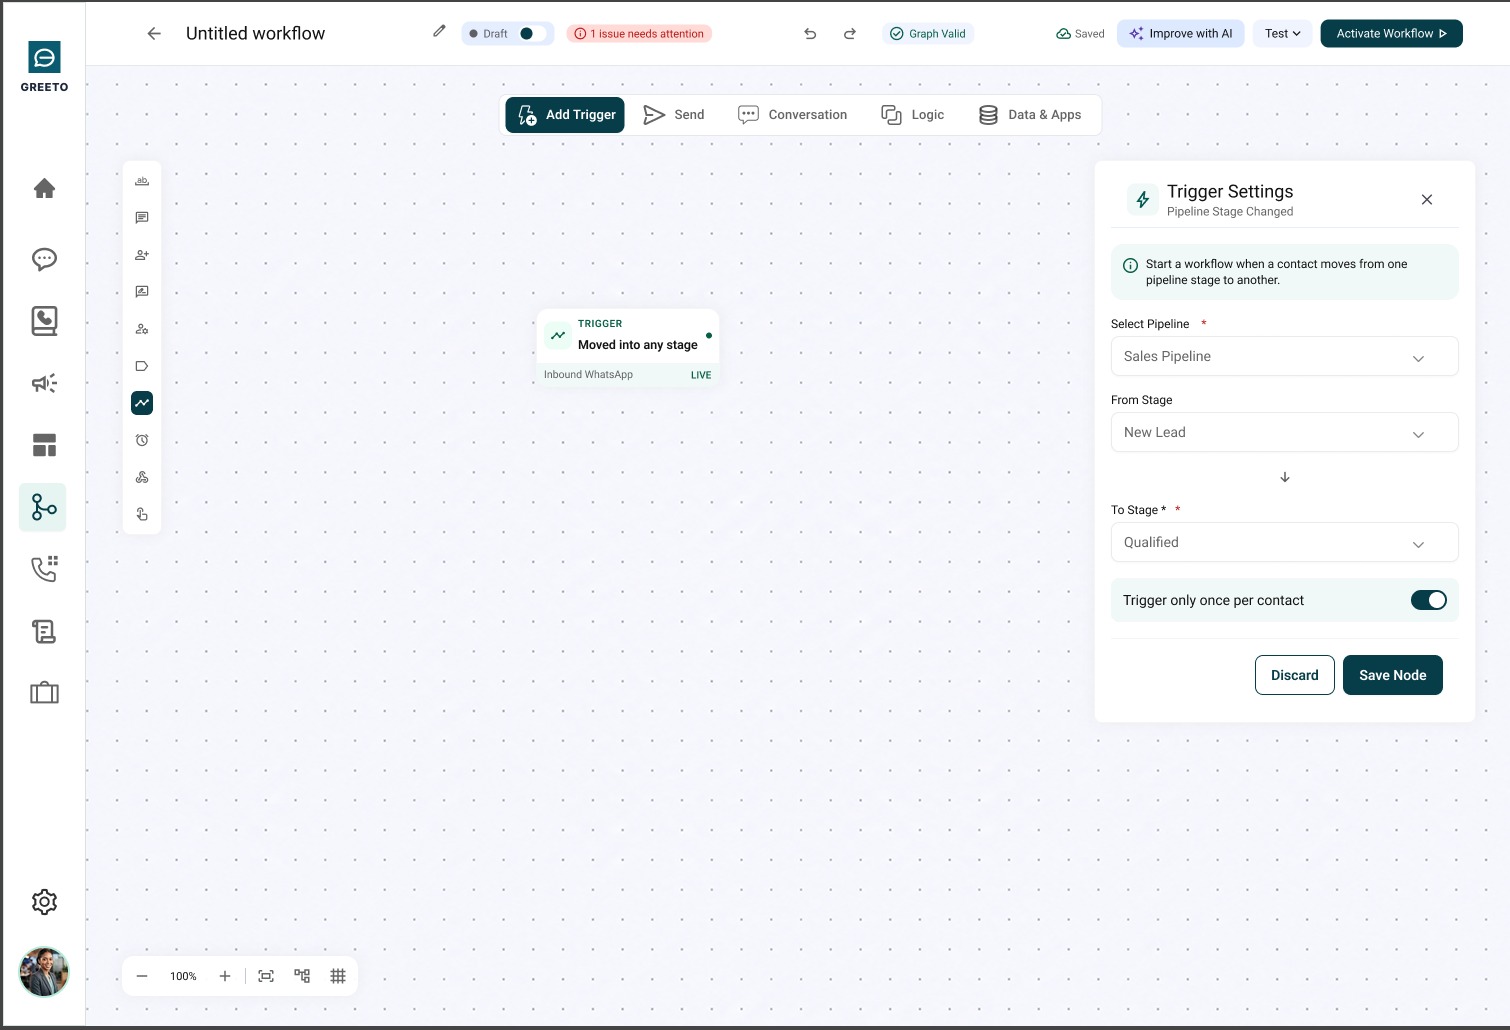 GREETO
Untitled workflow
Draft
1 issue needs attention
Graph Valid
Saved
Improve with AI
Test
Activate Workflow
Add Trigger
Send
Conversation
Logic
Data & Apps
ab
TRIGGER
Moved into any stage
Inbound WhatsApp
LIVE
Trigger Settings
Pipeline Stage Changed
Start a workflow when a contact moves from one
pipeline stage to another.
Select Pipeline *
Sales Pipeline
From Stage
New Lead
To Stage * *
Qualified
Trigger only once per contact
Discard
Save Node
100%